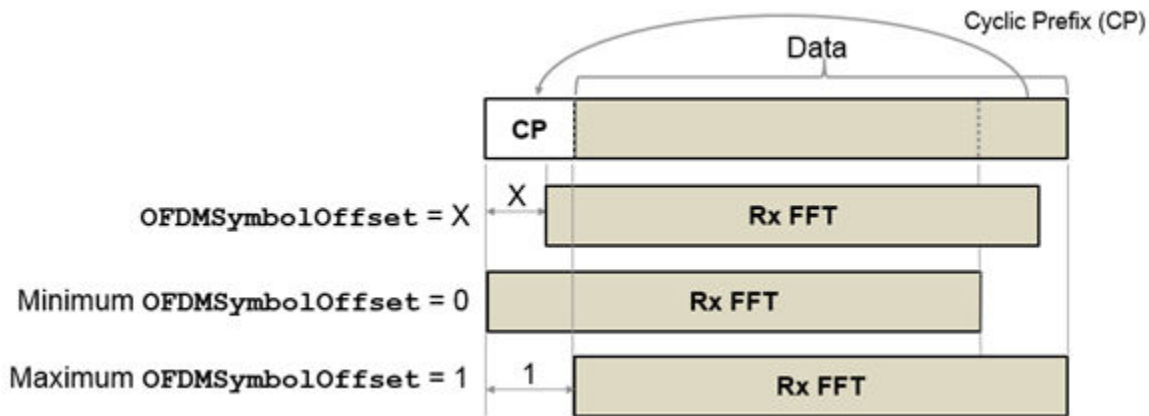 Cyclic Prefix (CP)
Data
CP
X
OFDMSymbolOffset = X
Rx FFT
Minimum OFDMSymbolOffset = 0
Rx FFT
Maximum OFDMSymbolOffset = 1
1
Rx FFT